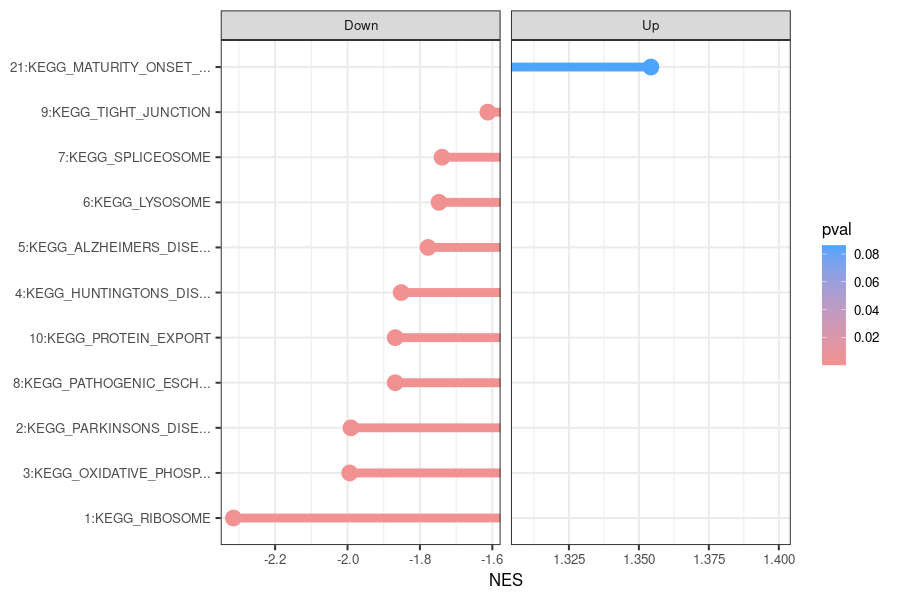 Down
Up
21:KEGG_MATURITY_ONSET_...
9:KEGG_TIGHT_JUNCTION
7:KEGG_SPLICEOSOME
6:KEGG_LYSOSOME
5:KEGG_ALZHEIMERS_DISE...
4:KEGG_HUNTINGTONS_DIS...
10:KEGG_PROTEIN_EXPORT
8:KEGG_PATHOGENIC_ESCH...
2:KEGG_PARKINSONS_DISE...
3:KEGG_OXIDATIVE_PHOSP...
1:KEGG_RIBOSOME
-2.2 -2.0 -1.8 -1.6
1.325 1.350 1.375 1.400
NES
pval
0.08
0.06
0.04
0.02